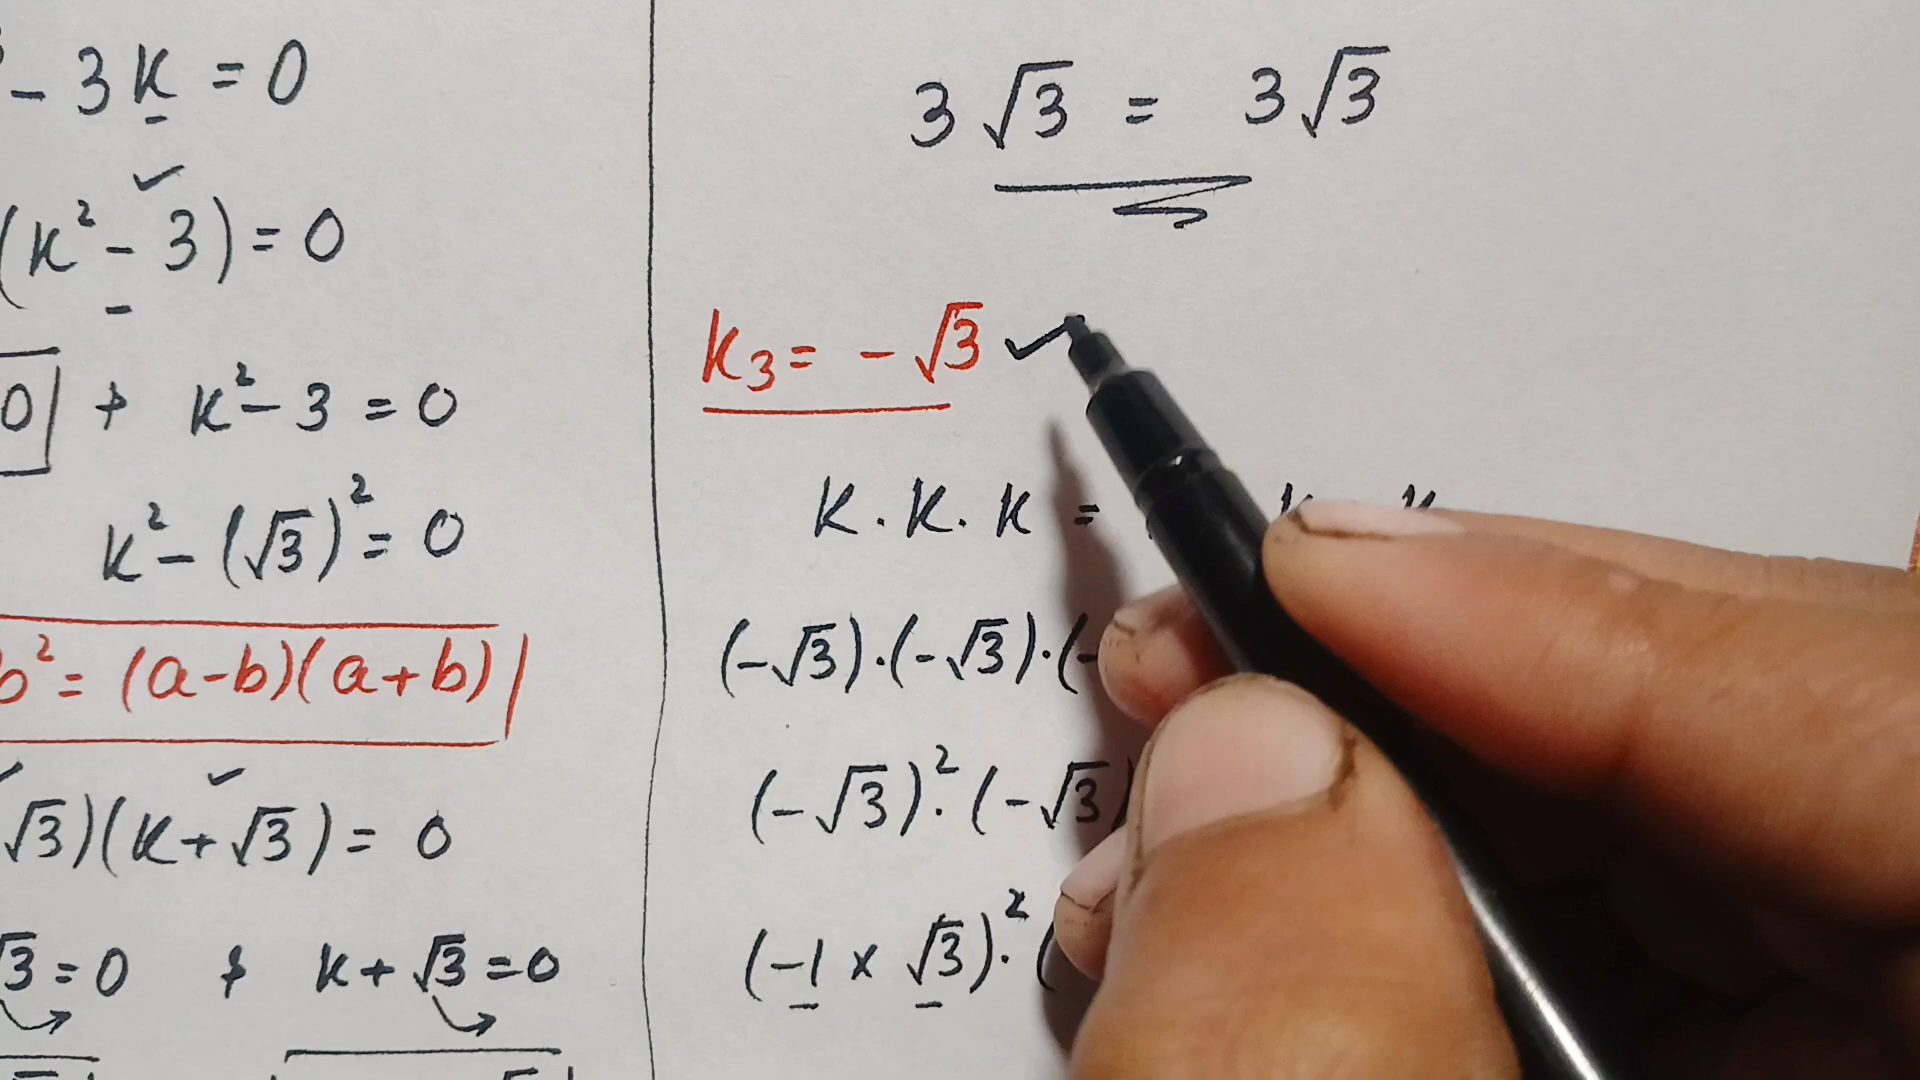 - 3k = 0
(k² - 3) = 0
0 & k² - 3 = 0
k² - (√3)² = 0
b² = (a-b)(a+b)
√3)(k+√3) = 0
√3 = 0 & k+√3 = 0
3√3 = 3√3
k₃ = -√3 ✓
k . k . k =
(-√3).(-√3).(-
(-√3)².(-√3)
(-1 x √3)².(